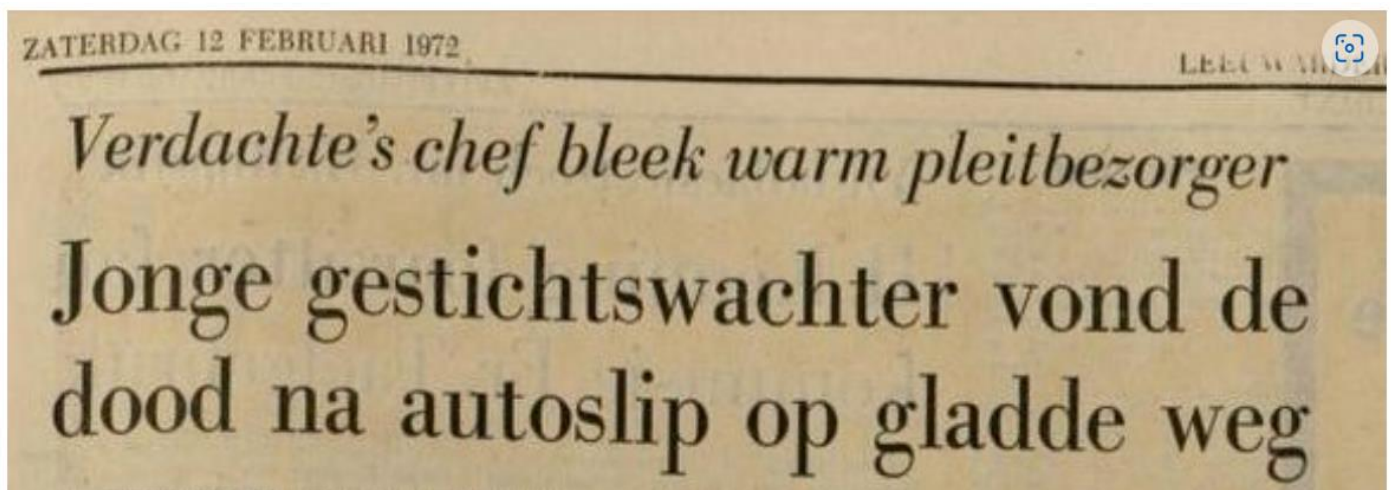 ZATERDAG 12 FEBRUARI 1972
Verdachte's chef bleek warm pleitbezorger
Jonge gestichtswachter vond de
dood na autoslip op gladde weg